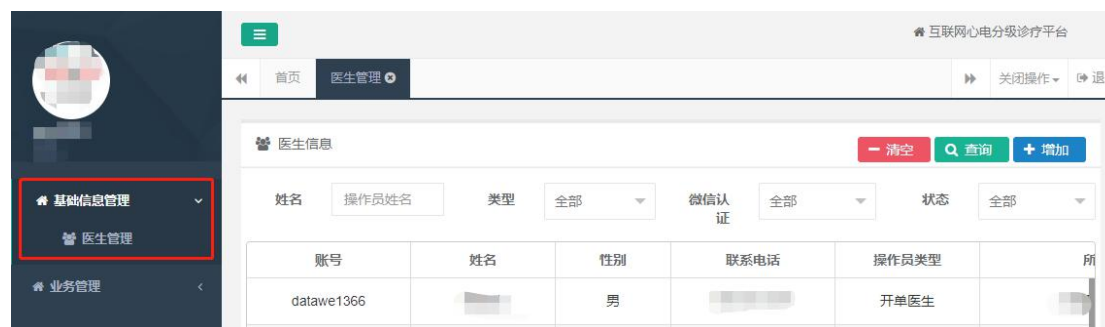 互联网心电分级诊疗平台
首页 医生管理 关闭操作 退
医生信息 清空 查询 增加
基础信息管理 姓名 操作员姓名 类型 全部 微信认证 全部 状态 全部
医生管理
账号 姓名 性别 联系电话 操作员类型 所
业务管理
datawe1366 男 开单医生